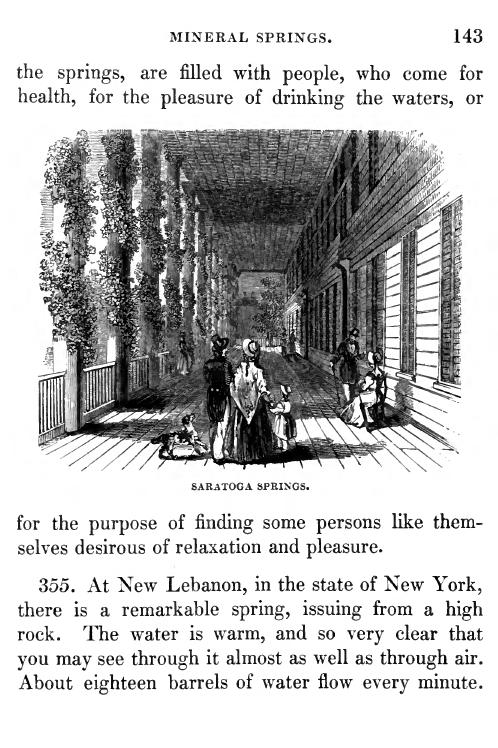 MINERAL SPRINGS. 143
the springs, are filled with people, who come for
health, for the pleasure of drinking the waters, or
SARATOGA SPRINGS.
for the purpose of finding some persons like them-
selves desirous of relaxation and pleasure.
355. At New Lebanon, in the state of New York,
there is a remarkable spring, issuing from a high
rock. The water is warm, and so very clear that
you may see through it almost as well as through air.
About eighteen barrels of water flow every minute.